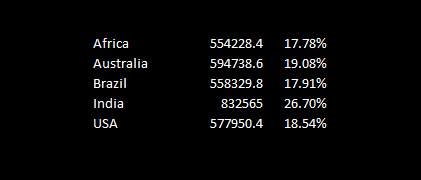 Africa 554228.4 17.78%
Australia 594738.6 19.08%
Brazil 558329.8 17.91%
India 832565 26.70%
USA 577950.4 18.54%